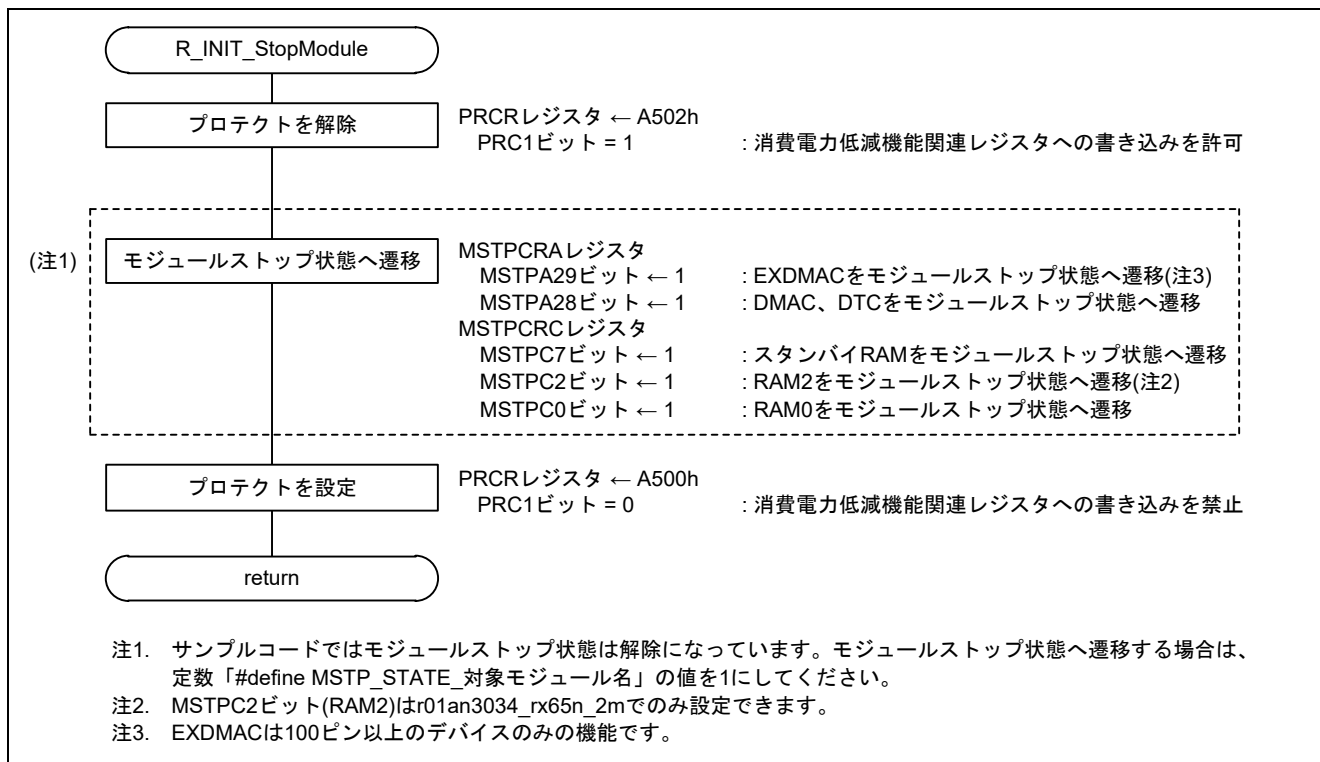 R_INIT_StopModule
プロテクトを解除
PRCRレジスタ ← A502h
PRC1ビット = 1 : 消費電力低減機能関連レジスタへの書き込みを許可
(注1)
モジュールストップ状態へ遷移
MSTPCRAレジスタ
MSTPA29ビット ← 1 : EXDMACをモジュールストップ状態へ遷移(注3)
MSTPA28ビット ← 1 : DMAC、DTCをモジュールストップ状態へ遷移
MSTPCRCレジスタ
MSTPC7ビット ← 1 : スタンバイRAMをモジュールストップ状態へ遷移
MSTPC2ビット ← 1 : RAM2をモジュールストップ状態へ遷移(注2)
MSTPC0ビット ← 1 : RAM0をモジュールストップ状態へ遷移
プロテクトを設定
PRCRレジスタ ← A500h
PRC1ビット = 0 : 消費電力低減機能関連レジスタへの書き込みを禁止
return
注1. サンプルコードではモジュールストップ状態は解除になっています。モジュールストップ状態へ遷移する場合は、
定数「#define MSTP_STATE_対象モジュール名」の値を1にしてください。
注2. MSTPC2ビット(RAM2)はr01an3034_rx65n_2mでのみ設定できます。
注3. EXDMACは100ピン以上のデバイスのみの機能です。